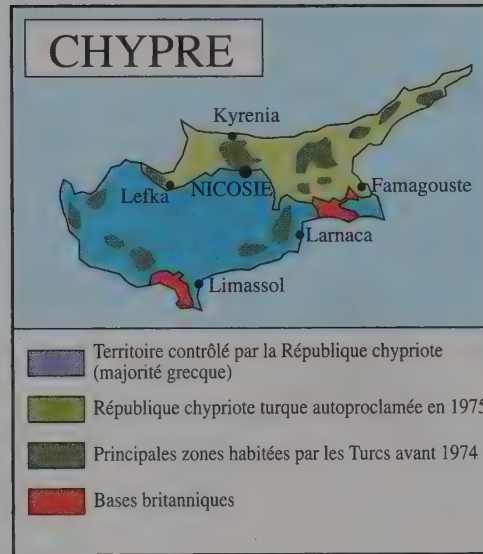 CHYPRE
Kyrenia
Lefka
NICOSIE
Famagouste
Larnaca
Limassol
Territoire contrôlé par la République chypriote
(majorité grecque)
République chypriote turque autoproclamée en 1975
Principales zones habitées par les Turcs avant 1974
Bases britanniques